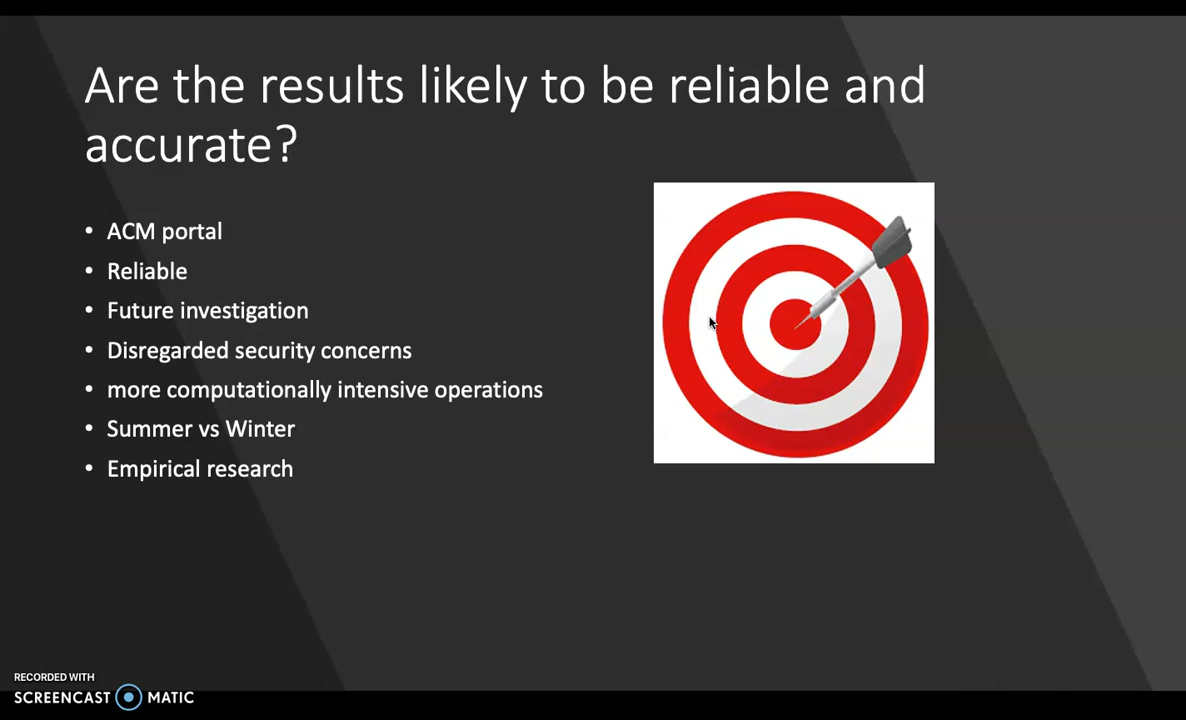 Are the results likely to be reliable and
accurate?
• ACM portal
• Reliable
• Future investigation
• Disregarded security concerns
• more computationally intensive operations
• Summer vs Winter
• Empirical research
RECORDED WITH
SCREENCAST MATIC